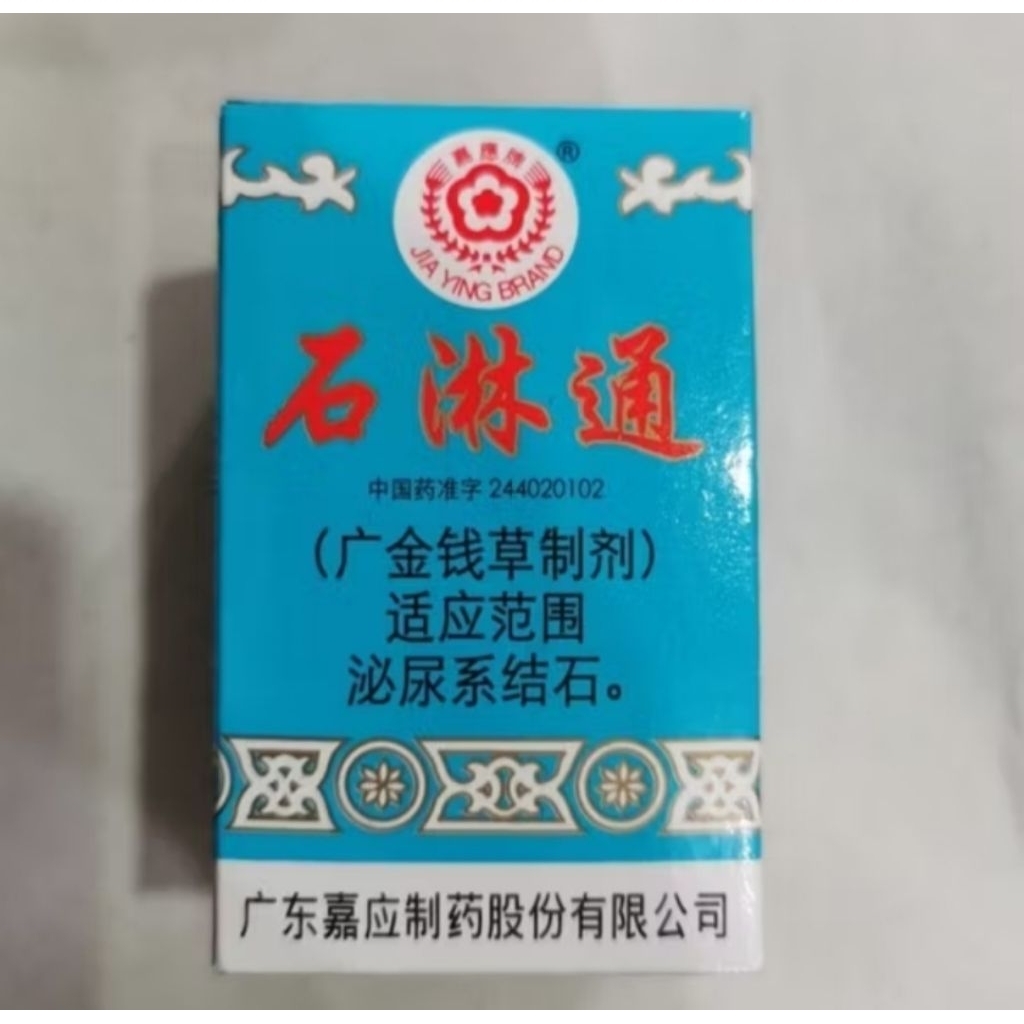 嘉應牌
®
JIA YING BRAND
石淋通
中国药准字 244020102
(广金钱草制剂)
适应范围
泌尿系结石。
广东嘉应制药股份有限公司